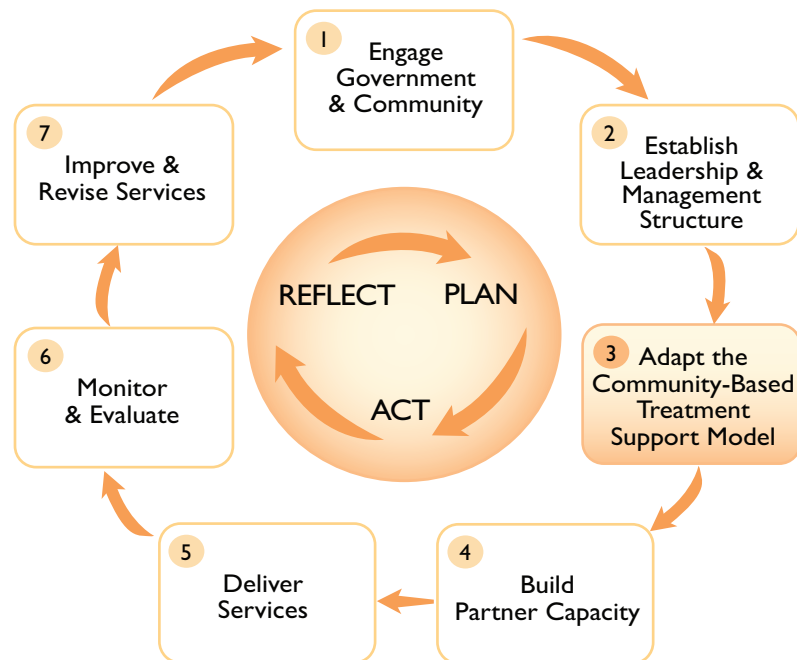 1
Engage
Government
& Community
2
Establish
Leadership &
Management
Structure
3
Adapt the
Community-Based
Treatment
Support Model
4
Build
Partner Capacity
5
Deliver
Services
6
Monitor
& Evaluate
7
Improve &
Revise Services
REFLECT
PLAN
ACT